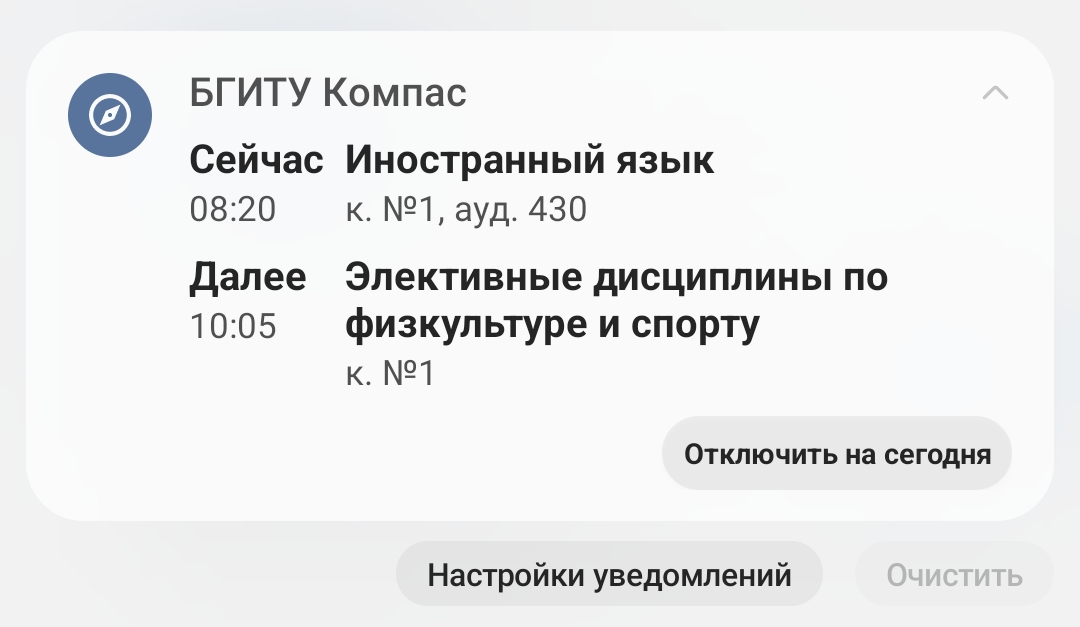 БГИТУ Компас
Сейчас Иностранный язык
08:20 к. №1, ауд. 430
Далее Элективные дисциплины по
10:05 физкультуре и спорту
к. №1
Отключить на сегодня
Настройки уведомлений Очистить